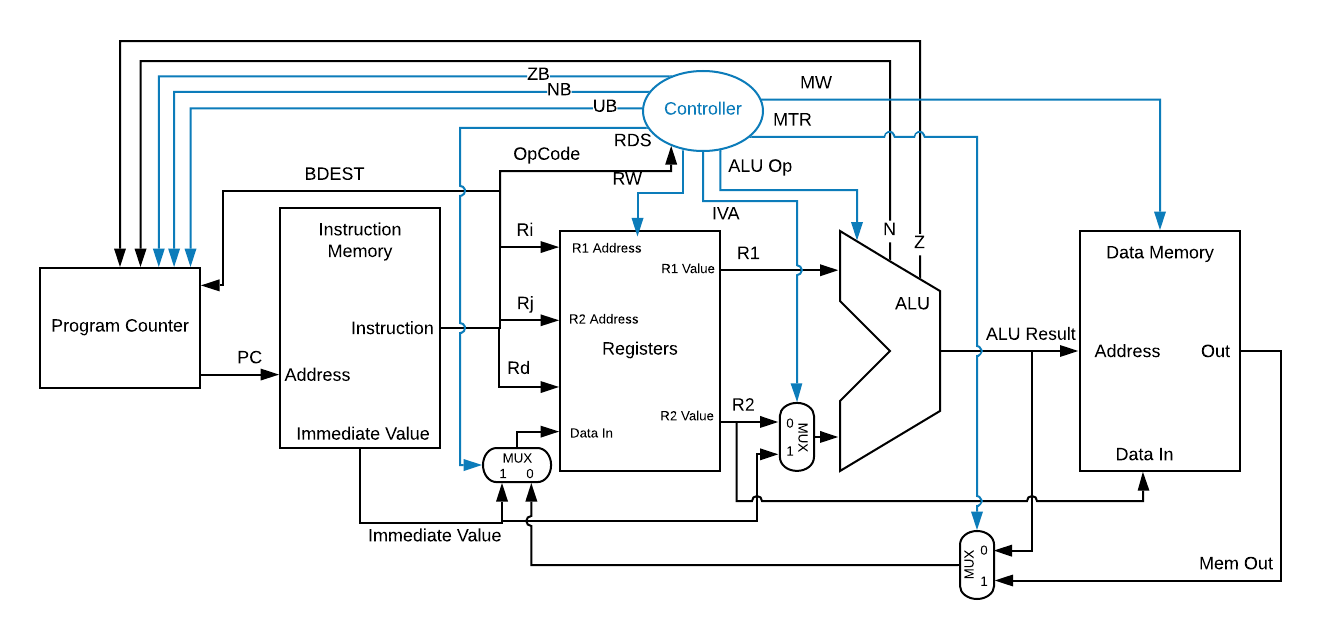 ZB
NB
UB
Controller
MW
MTR
RDS
OpCode
ALU Op
BDEST
RW
IVA
Instruction
Memory
Ri
R1 Address
R1 Value
R1
N
Z
Data Memory
ALU
Rj
R2 Address
Registers
Program Counter
Instruction
ALU Result
PC
Address
Rd
Address
Out
R2 Value
R2
Immediate Value
Data In
0
MUX
1
MUX
1 0
Data In
Immediate Value
MUX
0
1
Mem Out